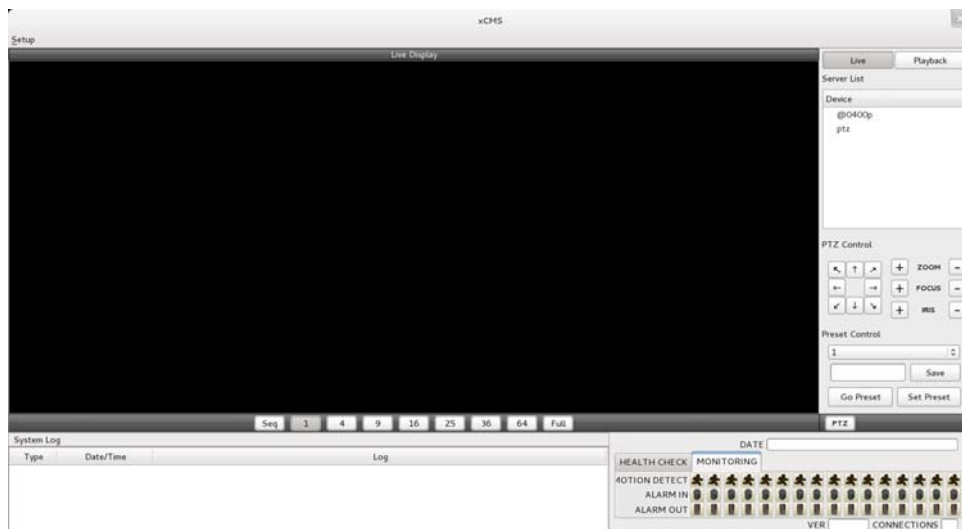 xCMS
Setup
Live Display
Live Playback
Server List
Device
@0400p
ptz
PTZ Control
+ ZOOM -
+ FOCUS -
+ IRIS -
Preset Control
1
Save
Go Preset Set Preset
Seq 1 4 9 16 25 36 64 Full PTZ
System Log
Type Date/Time Log
DATE
HEALTH CHECK MONITORING
MOTION DETECT
ALARM IN
ALARM OUT
VER CONNECTIONS